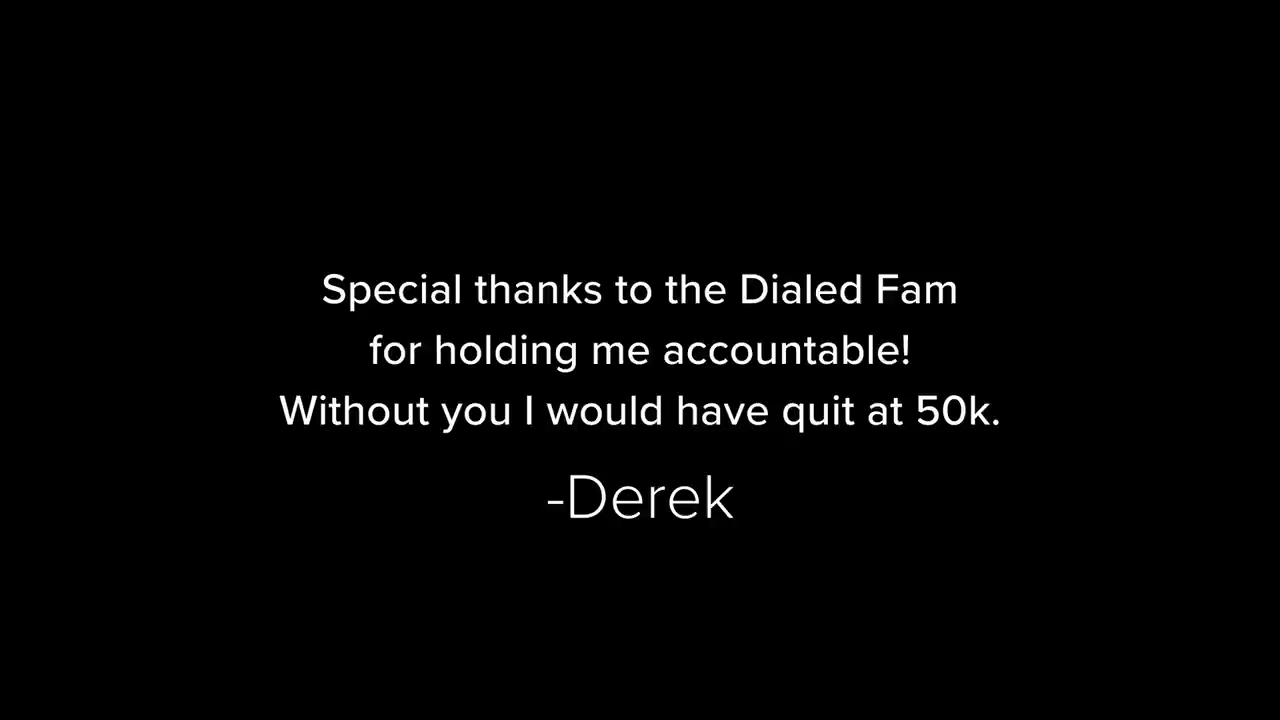 Special thanks to the Dialed Fam
for holding me accountable!
Without you I would have quit at 50k.
-Derek